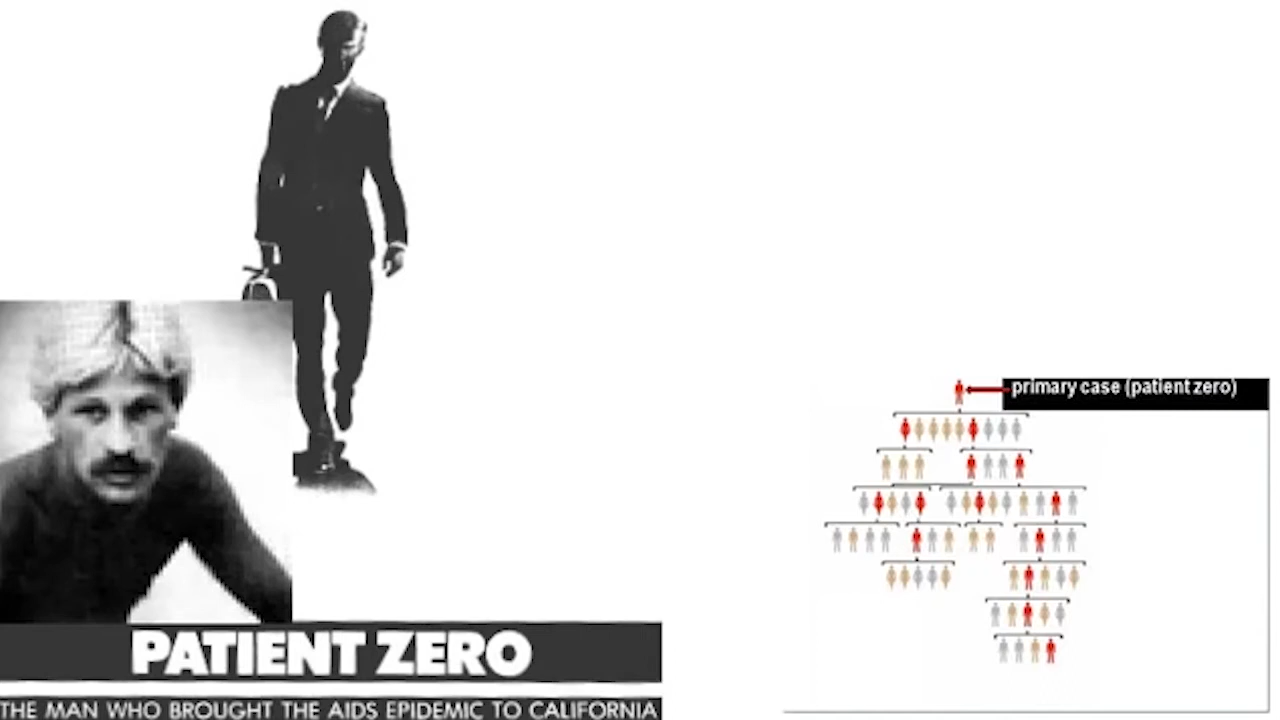 primary case (patient zero)
PATIENT ZERO
THE MAN WHO BROUGHT THE AIDS EPIDEMIC TO CALIFORNIA